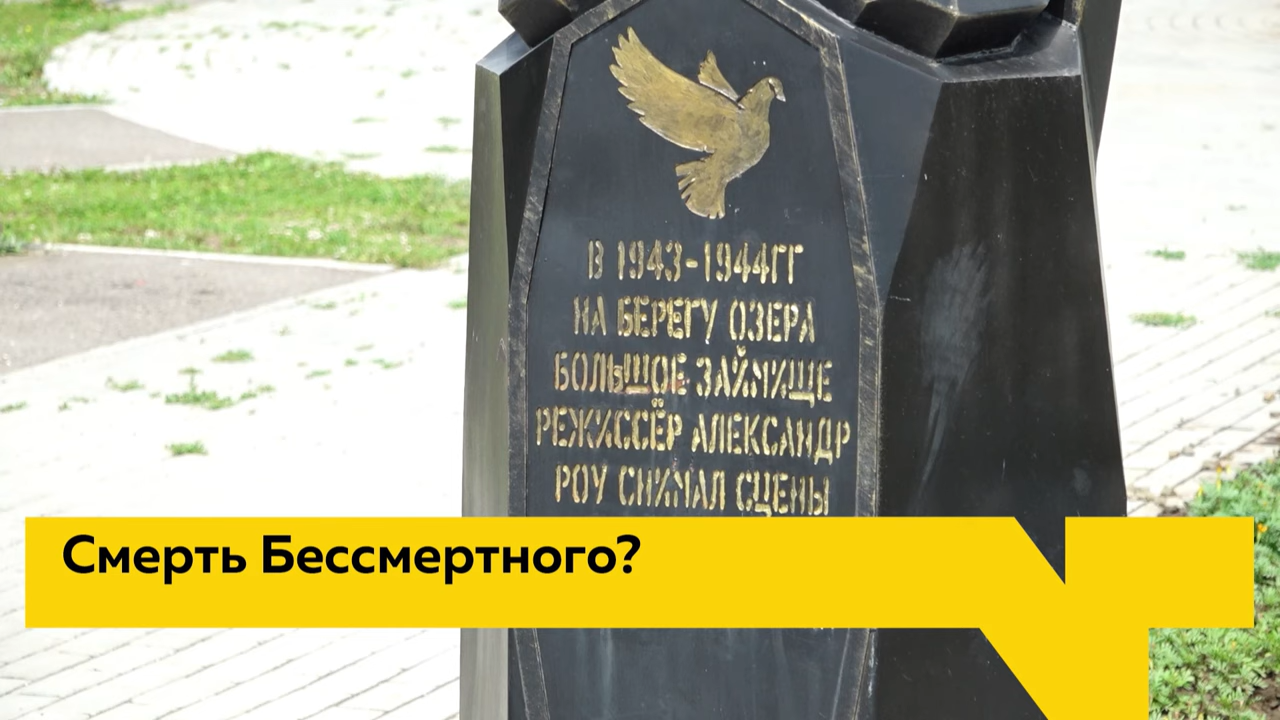 В 1943-1944ГГ
НА БЕРЕГУ ОЗЕРА
БОЛЬШОЕ ЗАЙМИЩЕ
РЕЖИССЁР АЛЕКСАНДР
РОУ СНИМАЛ СЦЕНЫ
Смерть Бессмертного?